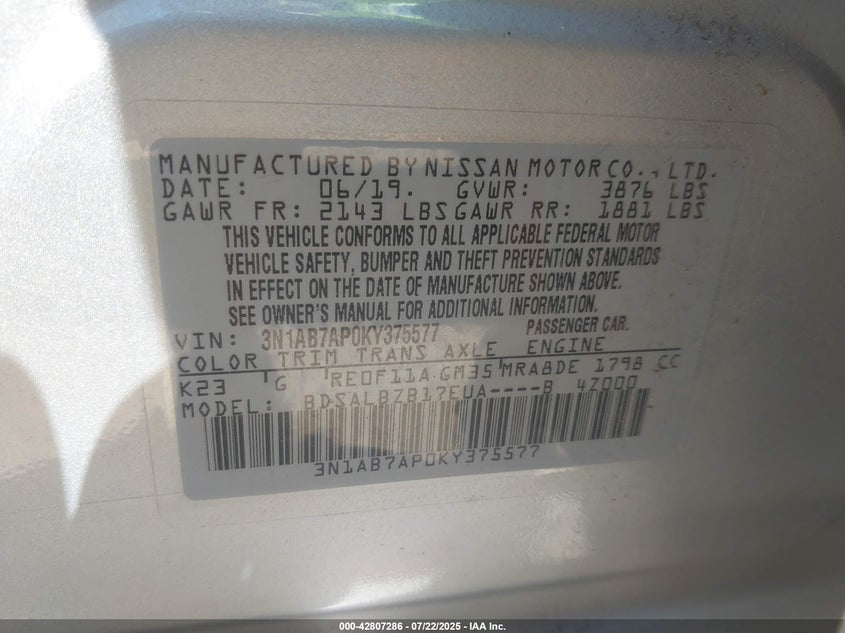 MANUFACTURED BY NISSAN MOTOR CO., LTD.
DATE: 06/19. GVWR: 3876 LBS
GAWR FR: 2143 LBS GAWR RR: 1881 LBS
THIS VEHICLE CONFORMS TO ALL APPLICABLE FEDERAL MOTOR
VEHICLE SAFETY, BUMPER AND THEFT PREVENTION STANDARDS
IN EFFECT ON THE DATE OF MANUFACTURE SHOWN ABOVE.
SEE OWNER'S MANUAL FOR ADDITIONAL INFORMATION.
VIN: 3N1AB7AP0KY375577 PASSENGER CAR.
COLOR TRIM TRANS AXLE ENGINE
K23 G RE0F11A GM35 MRA8DE 1798 CC
MODEL: BDSALBZB17EUA----B 4Z000
3N1AB7AP0KY375577
000-42807286 - 07/22/2025 - IAA Inc.